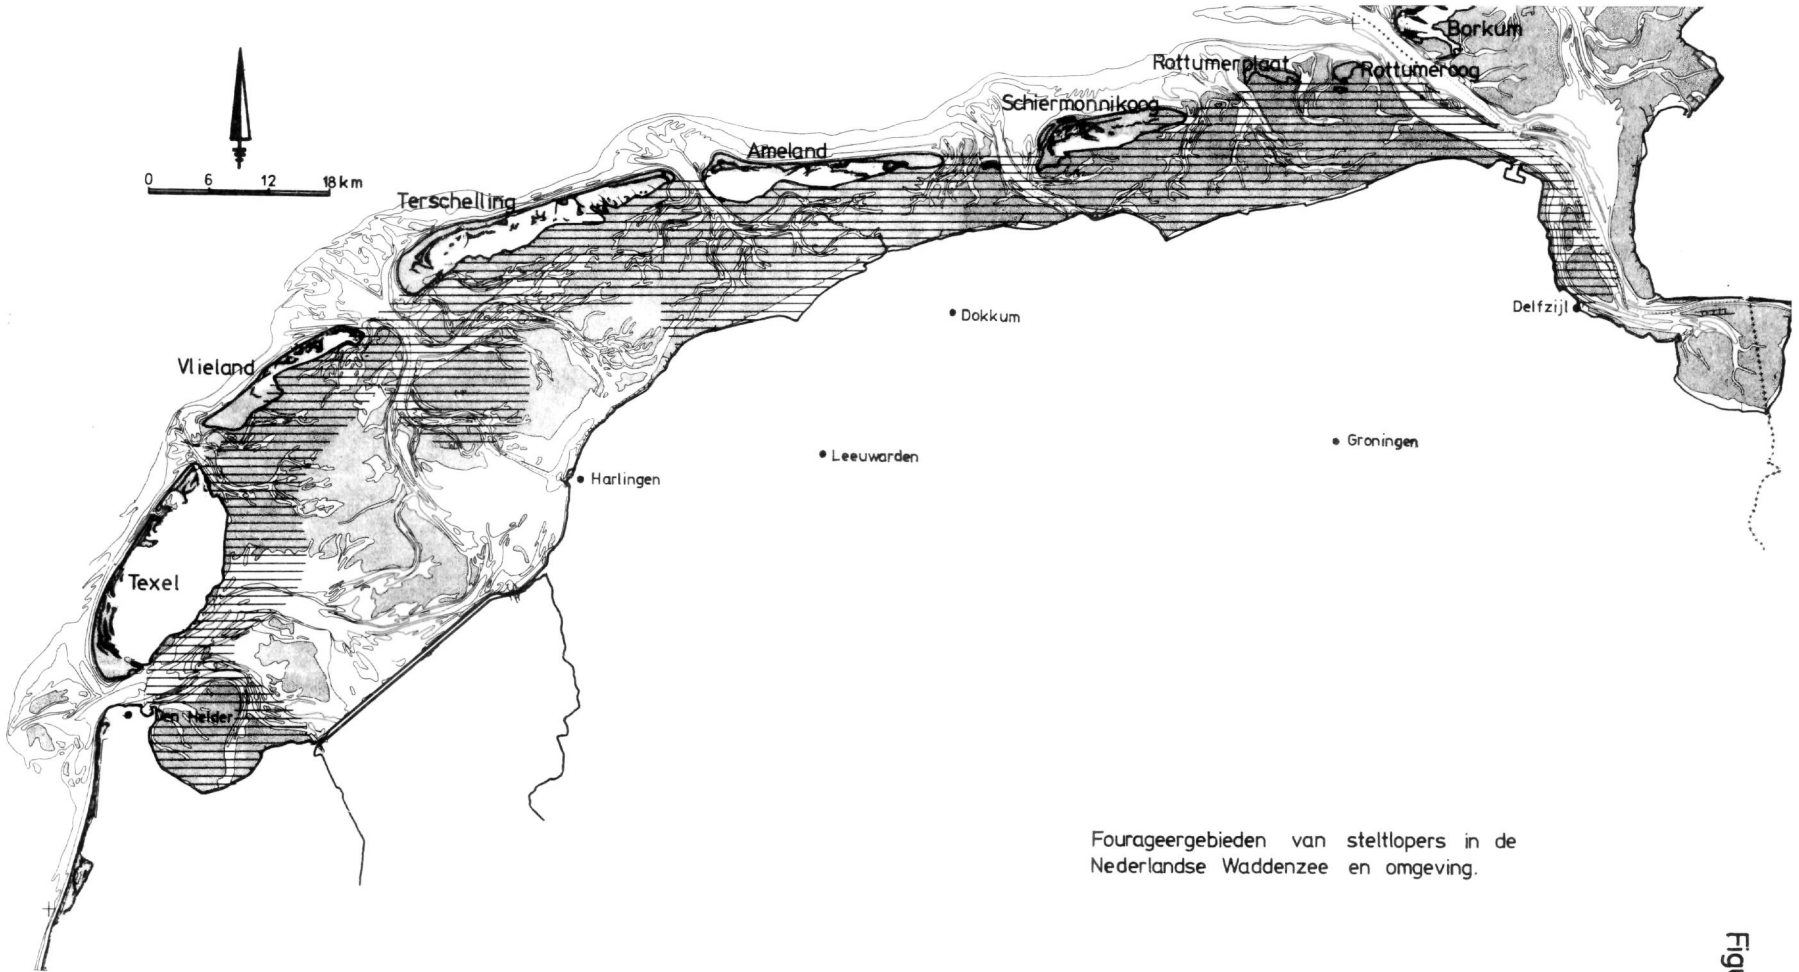 Borkum
Rottumerplaat
Rottumeroog
Schiermonnikoog
Ameland
0 6 12 18 km
Terschelling
Delfzijl
Dokkum
Vlieland
Groningen
Leeuwarden
Harlingen
Texel
Den Helder
Fourageergebieden van steltlopers in de
Nederlandse Waddenzee en omgeving.